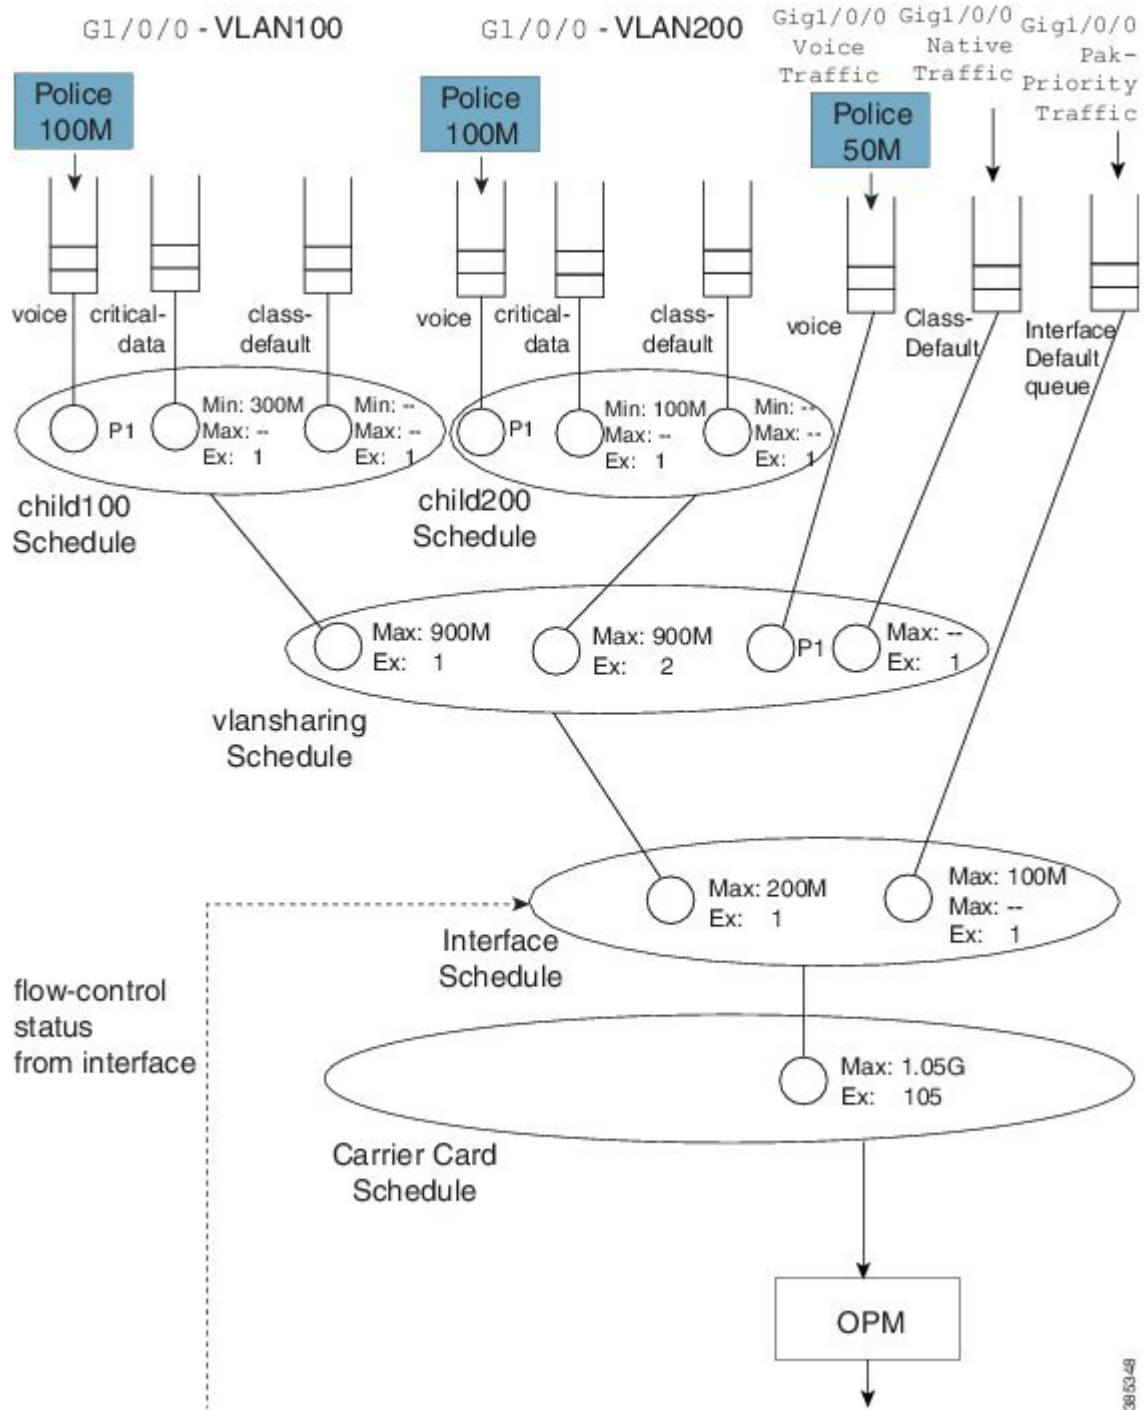 G1/0/0 - VLAN100
G1/0/0 - VLAN200
Gig1/0/0
Voice
Traffic
Gig1/0/0
Native
Traffic
Gig1/0/0
Pak-
Priority
Traffic
Police
100M
Police
100M
Police
50M
voice
critical-
data
class-
default
voice
critical-
data
class-
default
voice
Class-
Default
Interface
Default
queue
P1
Min: 300M
Max: --
Ex: 1
Min: --
Max: --
Ex: 1
P1
Min: 100M
Max: --
Ex: 1
Min: --
Max: --
Ex: 1
child100
Schedule
child200
Schedule
Max: 900M
Ex: 1
Max: 900M
Ex: 2
P1
Max: --
Ex: 1
vlansharing
Schedule
Max: 200M
Ex: 1
Max: 100M
Max: --
Ex: 1
Interface
Schedule
flow-control
status
from interface
Max: 1.05G
Ex: 105
Carrier Card
Schedule
OPM
385348